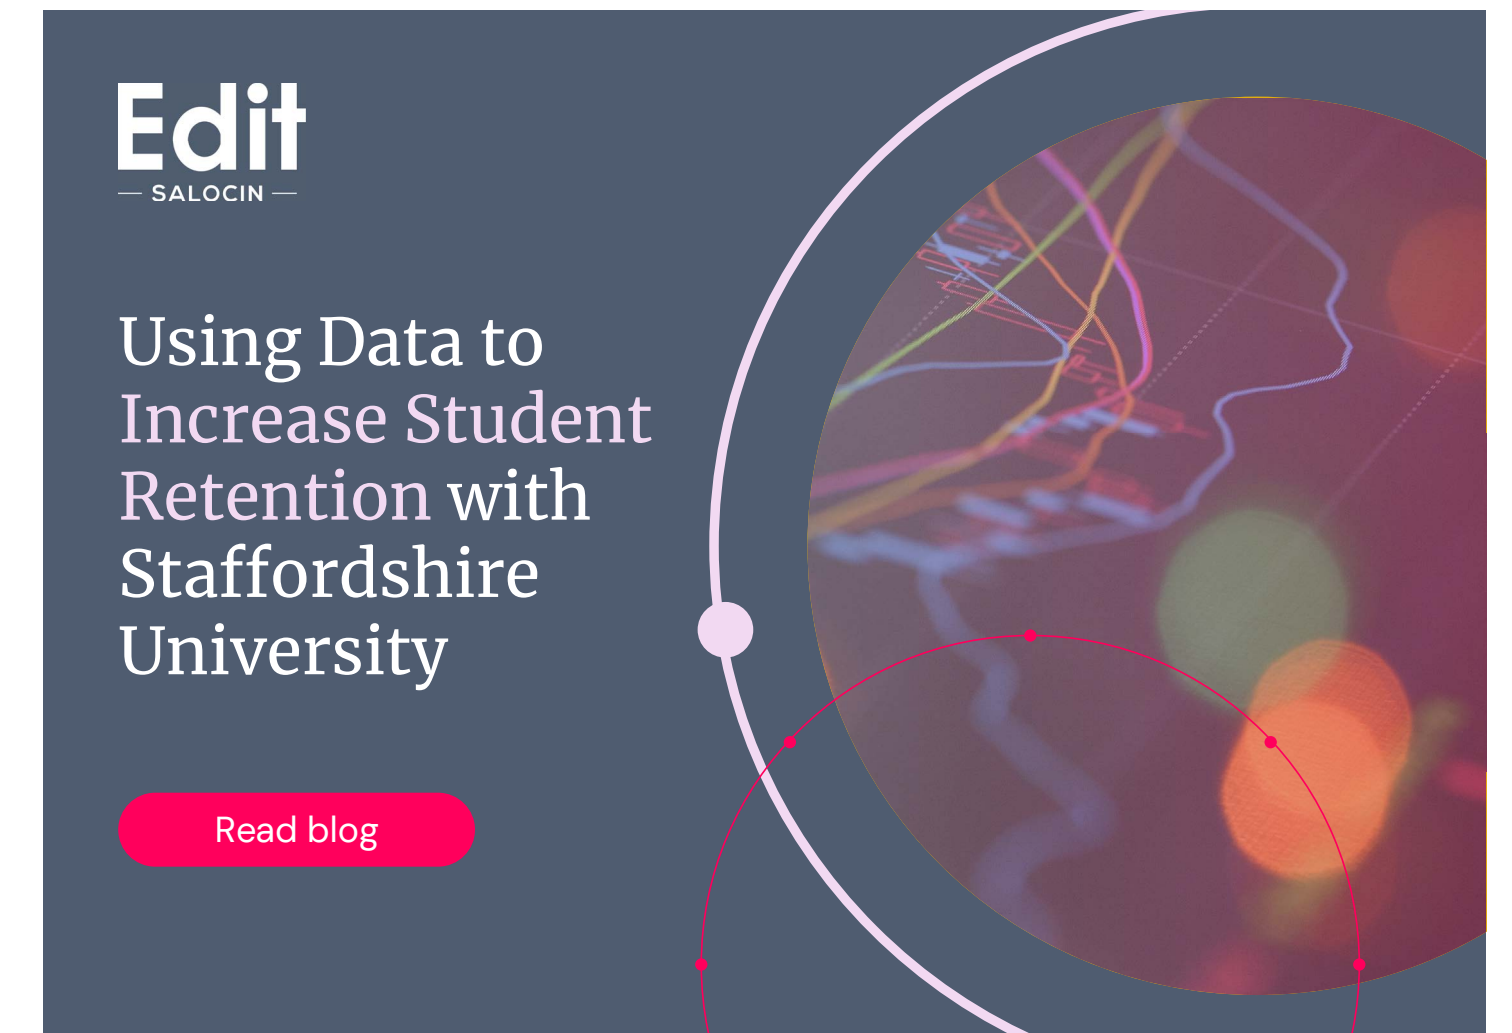 Edit
SALOCIN
Using Data to
Increase Student
Retention with
Staffordshire
University
Read blog